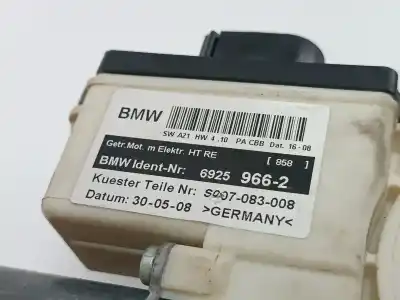 BMW
SW A21 HW 4.10 PA CBB Dat. 16-08
Getr.Mot. m Elektr. HT RE [ 858 ]
BMW Ident-Nr: 6925 966-2
Kuester Teile Nr: S007-083-008
Datum: 30-05-08 >GERMANY<